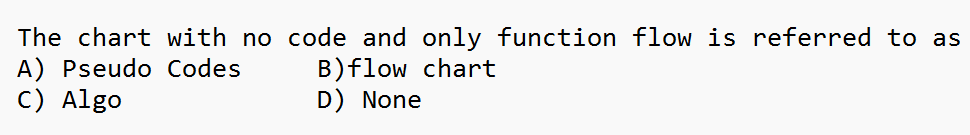 The chart with no code and only function flow is referred to as
A) Pseudo Codes     B)flow chart
C) Algo             D) None